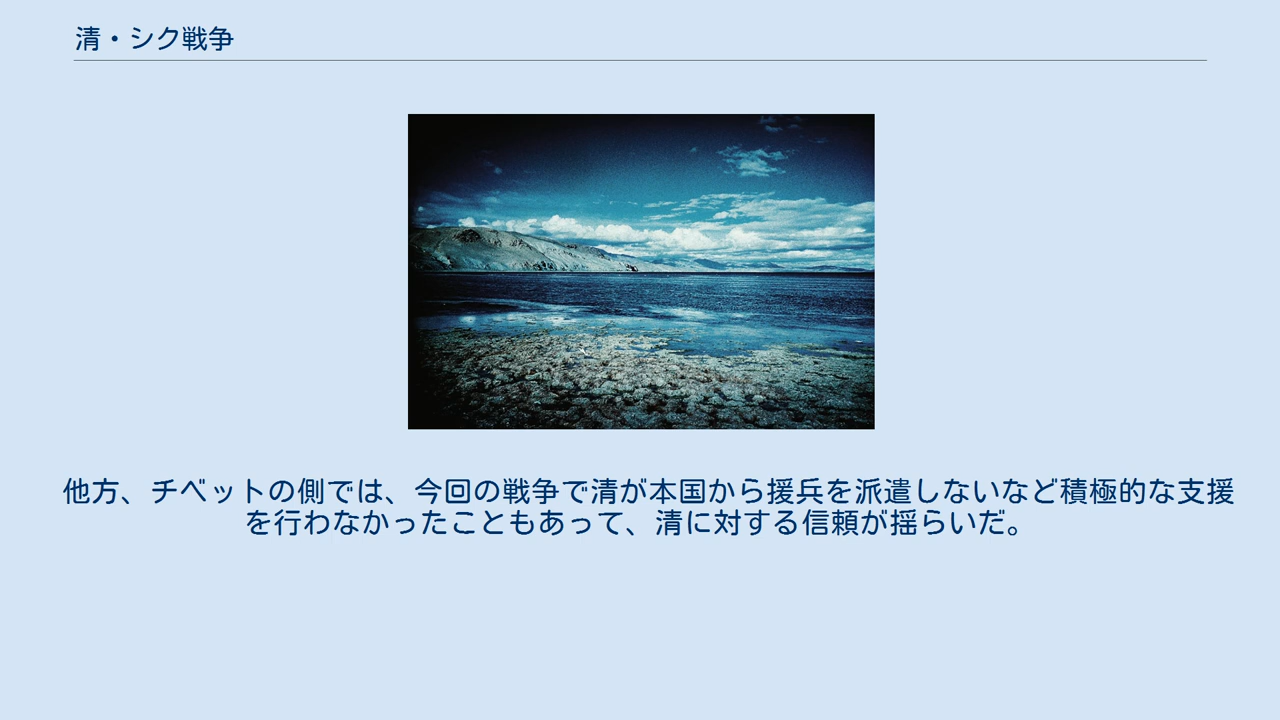 清・シク戦争
他方、チベットの側では、今回の戦争で清が本国から援兵を派遣しないなど積極的な支援
を行わなかったこともあって、清に対する信頼が揺らいだ。